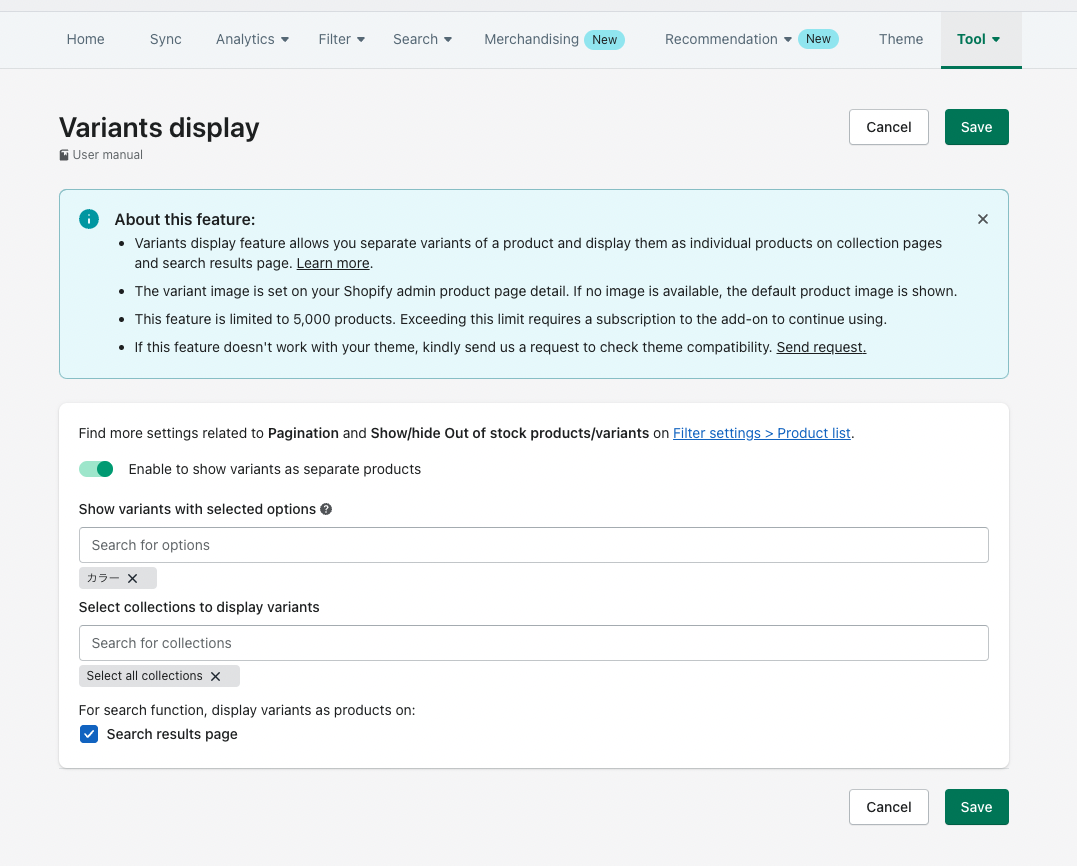 Home Sync Analytics Filter Search Merchandising New Recommendation New Theme Tool
Variants display
Cancel Save
User manual
About this feature:
Variants display feature allows you separate variants of a product and display them as individual products on collection pages
and search results page. Learn more.
The variant image is set on your Shopify admin product page detail. If no image is available, the default product image is shown.
This feature is limited to 5,000 products. Exceeding this limit requires a subscription to the add-on to continue using.
If this feature doesn't work with your theme, kindly send us a request to check theme compatibility. Send request.
Find more settings related to Pagination and Show/hide Out of stock products/variants on Filter settings > Product list.
Enable to show variants as separate products
Show variants with selected options
Search for options
カラー
Select collections to display variants
Search for collections
Select all collections
For search function, display variants as products on:
Search results page
Cancel Save